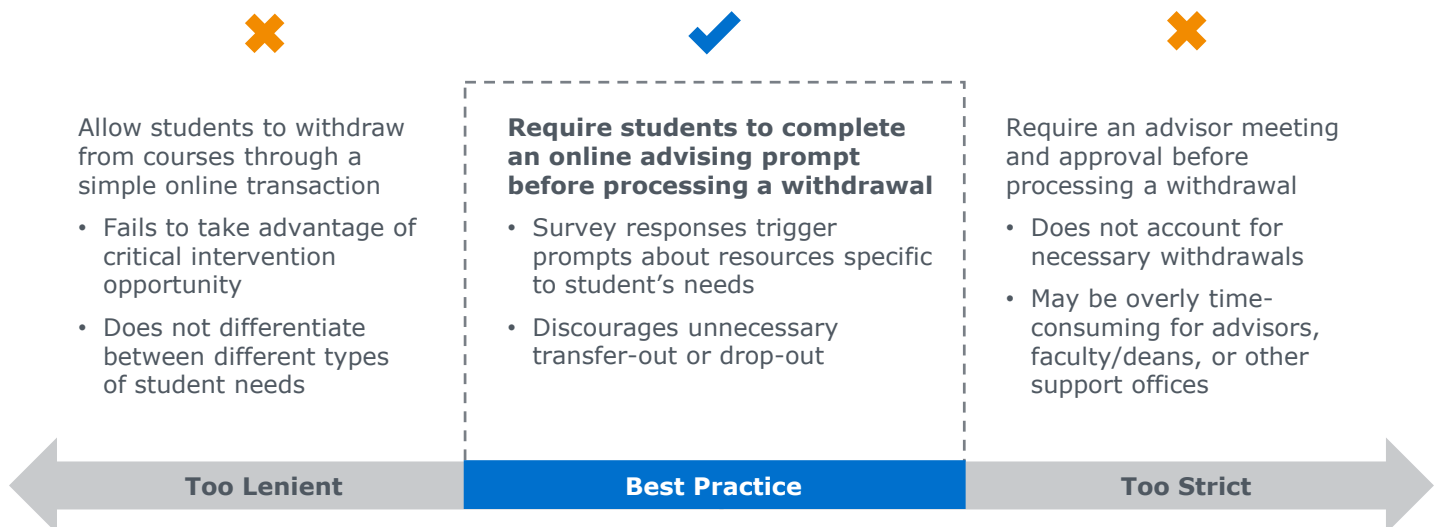 Allow students to withdraw
from courses through a
simple online transaction
• Fails to take advantage of
critical intervention
opportunity
• Does not differentiate
between different types
of student needs
Require students to complete
an online advising prompt
before processing a withdrawal
• Survey responses trigger
prompts about resources specific
to student's needs
• Discourages unnecessary
transfer-out or drop-out
Require an advisor meeting
and approval before
processing a withdrawal
• Does not account for
necessary withdrawals
• May be overly time-
consuming for advisors,
faculty/deans, or other
support offices
Too Lenient
Best Practice
Too Strict